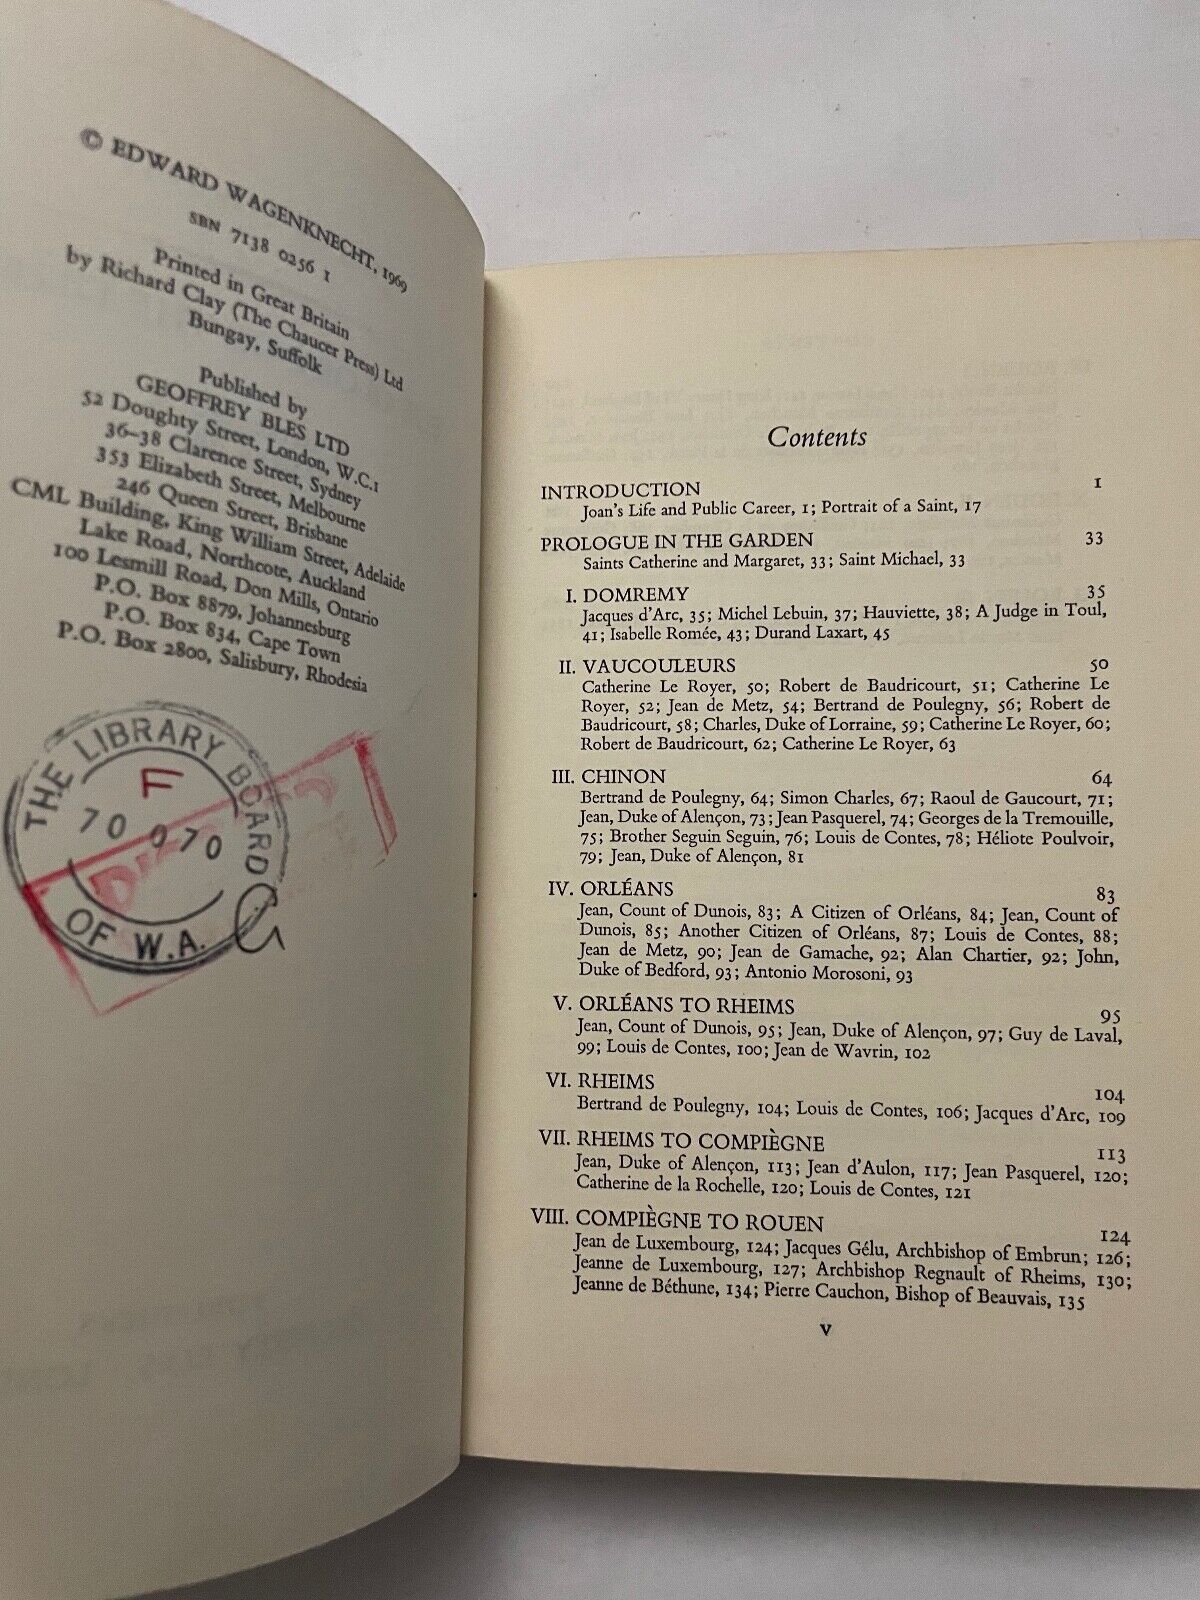 © EDWARD WAGENKNECHT, 1969
SBN 7138 0256 1
Printed in Great Britain
by Richard Clay (The Chaucer Press) Ltd
Bungay, Suffolk
Published by
GEOFFREY BLES LTD
52 Doughty Street, London, W.C.1
36–38 Clarence Street, Sydney
353 Elizabeth Street, Melbourne
246 Queen Street, Brisbane
CML Building, King William Street, Adelaide
Lake Road, Northcote, Auckland
100 Lesmill Road, Don Mills, Ontario
P.O. Box 8879, Johannesburg
P.O. Box 834, Cape Town
P.O. Box 2800, Salisbury, Rhodesia
THE LIBRARY BOARD
F
70 070
OF W.A.
Contents
INTRODUCTION 1
Joan's Life and Public Career, 1; Portrait of a Saint, 17
PROLOGUE IN THE GARDEN 33
Saints Catherine and Margaret, 33; Saint Michael, 33
I. DOMREMY 35
Jacques d'Arc, 35; Michel Lebuin, 37; Hauviette, 38; A Judge in Toul,
41; Isabelle Romée, 43; Durand Laxart, 45
II. VAUCOULEURS 50
Catherine Le Royer, 50; Robert de Baudricourt, 51; Catherine Le
Royer, 52; Jean de Metz, 54; Bertrand de Poulegny, 56; Robert de
Baudricourt, 58; Charles, Duke of Lorraine, 59; Catherine Le Royer, 60;
Robert de Baudricourt, 62; Catherine Le Royer, 63
III. CHINON 64
Bertrand de Poulegny, 64; Simon Charles, 67; Raoul de Gaucourt, 71;
Jean, Duke of Alençon, 73; Jean Pasquerel, 74; Georges de la Tremouille,
75; Brother Seguin Seguin, 76; Louis de Contes, 78; Héliote Poulvoir,
79; Jean, Duke of Alençon, 81
IV. ORLÉANS 83
Jean, Count of Dunois, 83; A Citizen of Orléans, 84; Jean, Count of
Dunois, 85; Another Citizen of Orléans, 87; Louis de Contes, 88;
Jean de Metz, 90; Jean de Gamache, 92; Alan Chartier, 92; John,
Duke of Bedford, 93; Antonio Morosoni, 93
V. ORLÉANS TO RHEIMS 95
Jean, Count of Dunois, 95; Jean, Duke of Alençon, 97; Guy de Laval,
99; Louis de Contes, 100; Jean de Wavrin, 102
VI. RHEIMS 104
Bertrand de Poulegny, 104; Louis de Contes, 106; Jacques d'Arc, 109
VII. RHEIMS TO COMPIÈGNE 113
Jean, Duke of Alençon, 113; Jean d'Aulon, 117; Jean Pasquerel, 120;
Catherine de la Rochelle, 120; Louis de Contes, 121
VIII. COMPIÈGNE TO ROUEN 124
Jean de Luxembourg, 124; Jacques Gélu, Archbishop of Embrun; 126;
Jeanne de Luxembourg, 127; Archbishop Regnault of Rheims, 130;
Jeanne de Béthune, 134; Pierre Cauchon, Bishop of Beauvais, 135
v